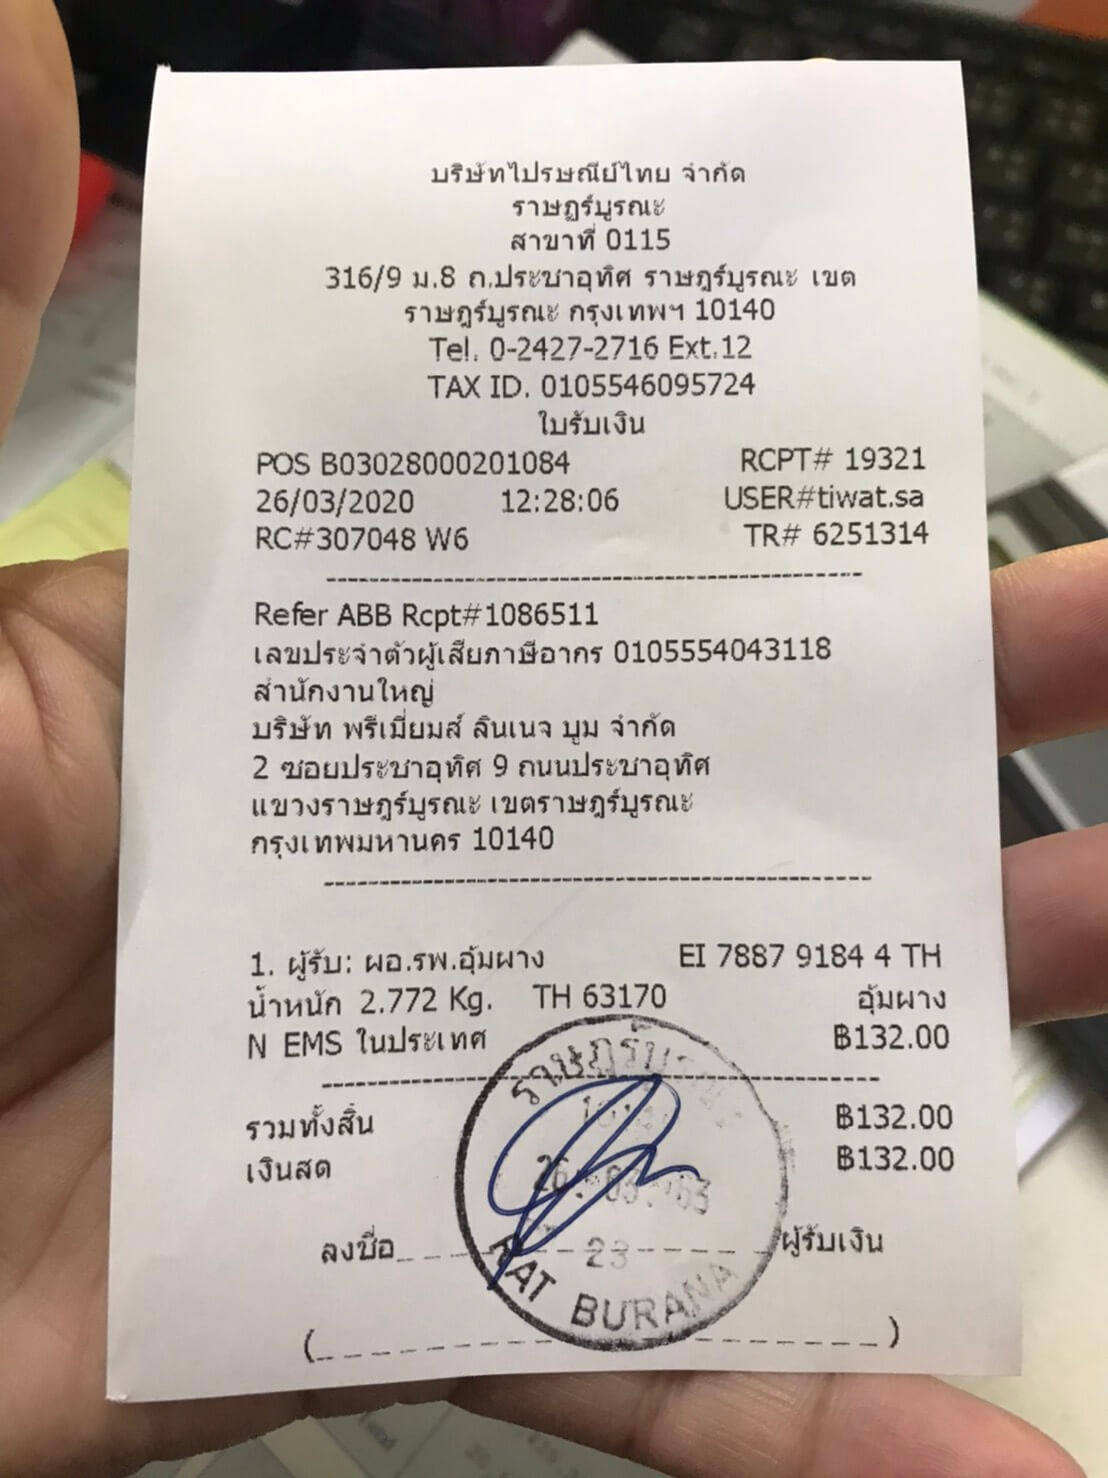 บริษัทไปรษณีย์ไทย จำกัด
ราษฎร์บูรณะ
สาขาที่ 0115
316/9 ม.8 ถ.ประชาอุทิศ ราษฎร์บูรณะ เขต
ราษฎร์บูรณะ กรุงเทพฯ 10140
Tel. 0-2427-2716 Ext.12
TAX ID. 0105546095724
ใบรับเงิน
POS B03028000201084 RCPT# 19321
26/03/2020 12:28:06 USER#tiwat.sa
RC#307048 W6 TR# 6251314
Refer ABB Rcpt#1086511
เลขประจำตัวผู้เสียภาษีอากร 0105554043118
สำนักงานใหญ่
บริษัท พรีเมี่ยมส์ ลินเนจ บูม จำกัด
2 ซอยประชาอุทิศ 9 ถนนประชาอุทิศ
แขวงราษฎร์บูรณะ เขตราษฎร์บูรณะ
กรุงเทพมหานคร 10140
1. ผู้รับ: ผอ.รพ.อุ้มผาง EI 7887 9184 4 TH
น้ำหนัก 2.772 Kg. TH 63170 อุ้มผาง
N EMS ในประเทศ ฿132.00
รวมทั้งสิ้น ฿132.00
เงินสด ฿132.00
ราษฎร์บูรณะ
26. 03. 63
ลงชื่อ 23 ผู้รับเงิน
RAT BURANA
( )